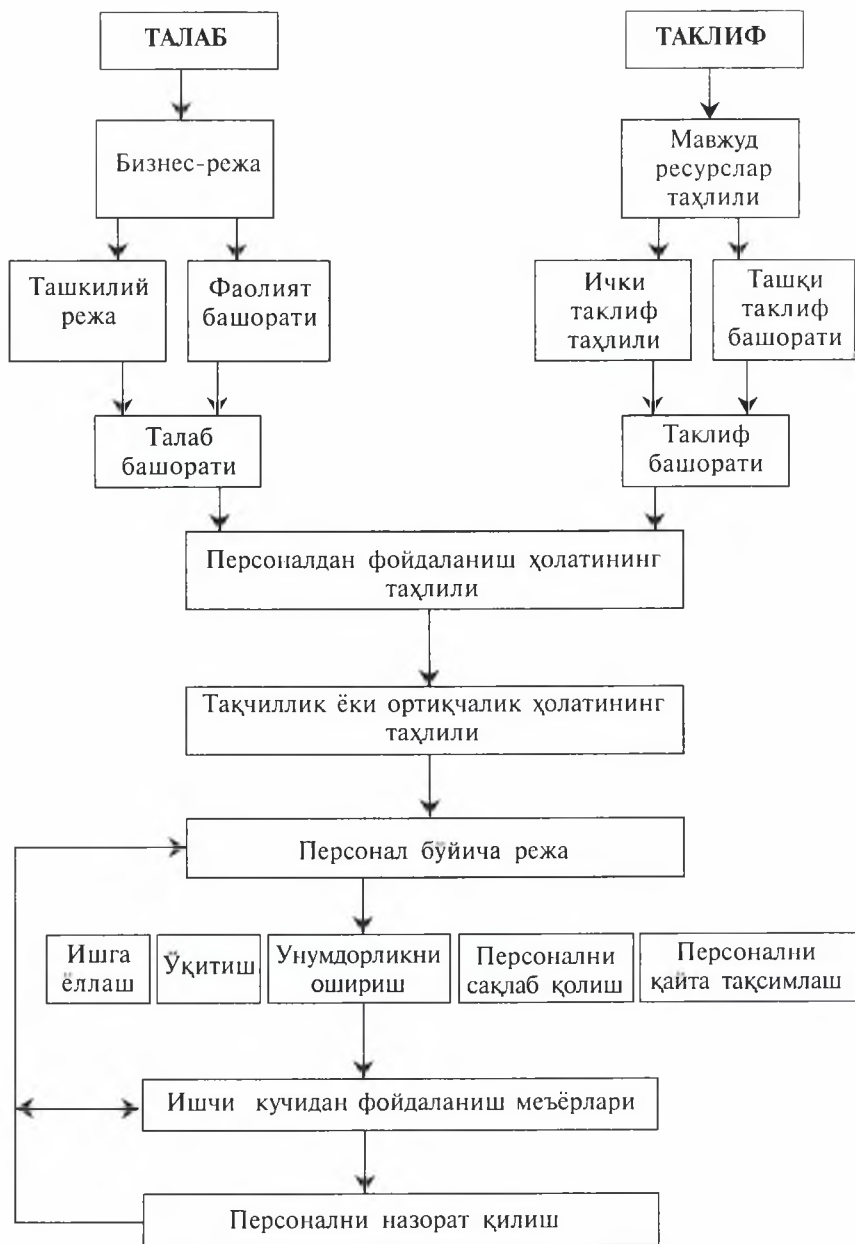 ТАЛАБ
ТАКЛИФ
Бизнес-режа
Мавжуд
ресурслар
таҳлили
Ташкилий
режа
Фаолият
башорати
Ички
таклиф
таҳлили
Ташқи
таклиф
башорати
Талаб
башорати
Таклиф
башорати
Персоналдан фойдаланиш ҳолатининг
таҳлили
Тақчиллик ёки ортиқчалик ҳолатининг
таҳлили
Персонал бўйича режа
Ишга
ёллаш
Ўқитиш
Унумдорликни
ошириш
Персонални
сақлаб қолиш
Персонални
қайта тақсимлаш
Ишчи кучидан фойдаланиш меъёрлари
Персонални назорат қилиш